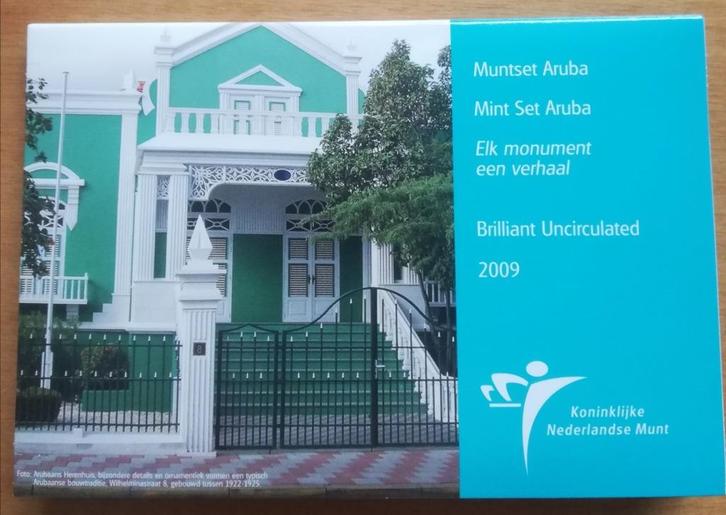 Muntset Aruba
Mint Set Aruba
Elk monument
een verhaal
Brilliant Uncirculated
2009
8
Koninklijke
Nederlandse Munt
Foto: Arubaans Herenhuis, bijzondere details en ornamentiek vormen een typisch
Arubaanse bouwtraditie, Wilhelminastraat 8, gebouwd tussen 1922-1925